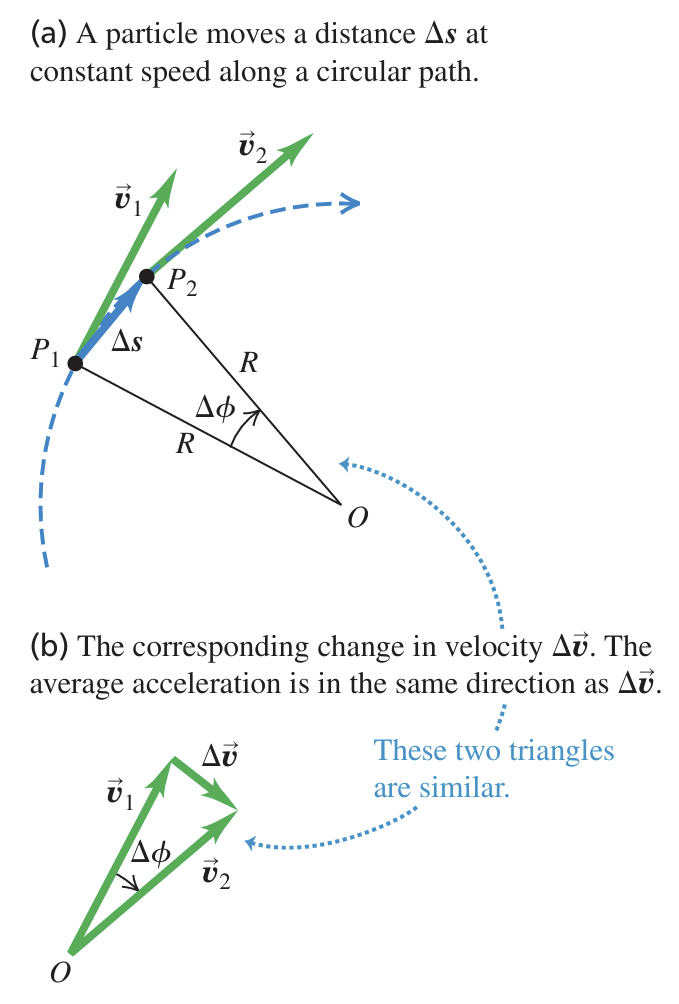 (a) A particle moves a distance Δs at
constant speed along a circular path.
v⃗₂
v⃗₁
P₂
P₁
Δs
R
Δϕ
R
O
(b) The corresponding change in velocity Δv⃗. The
average acceleration is in the same direction as Δv⃗.
Δv⃗
These two triangles
are similar.
v⃗₁
Δϕ
v⃗₂
O